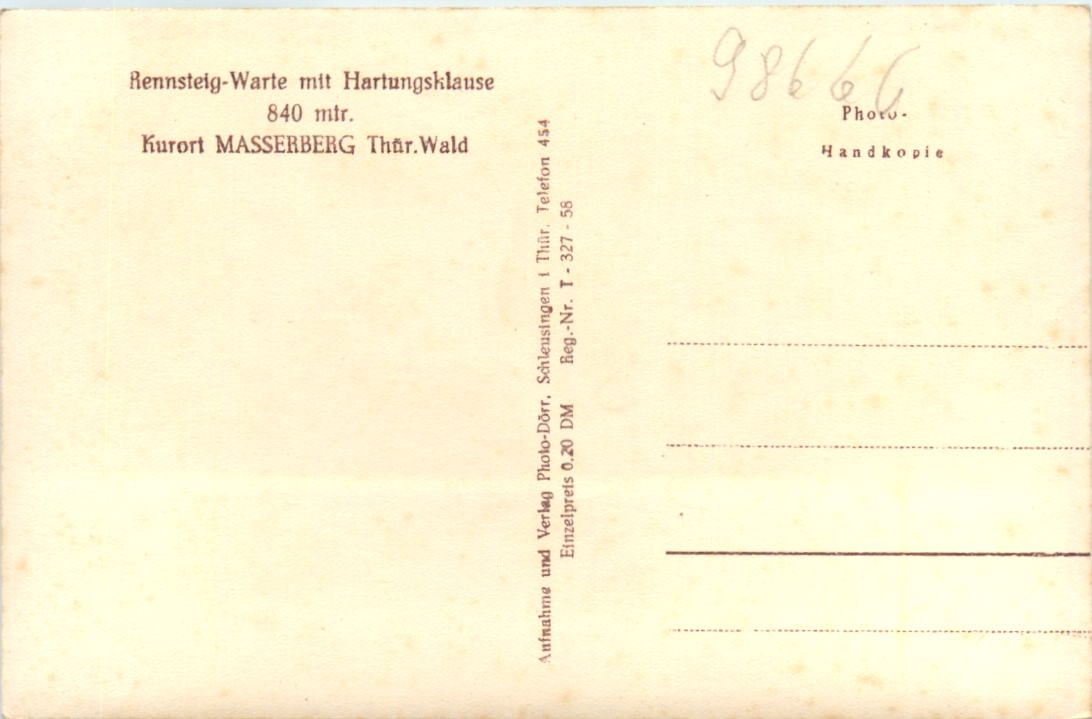 Rennsteig-Warte mit Hartungsklause
840 mtr.
Kurort MASSERBERG Thür.Wald
Aufnahme und Verlag Photo-Dörr, Schleusingen i Thür. Telefon 454
Einzelpreis 0,20 DM Reg.-Nr. T - 327 - 58
98666
Photo-
Handkopie